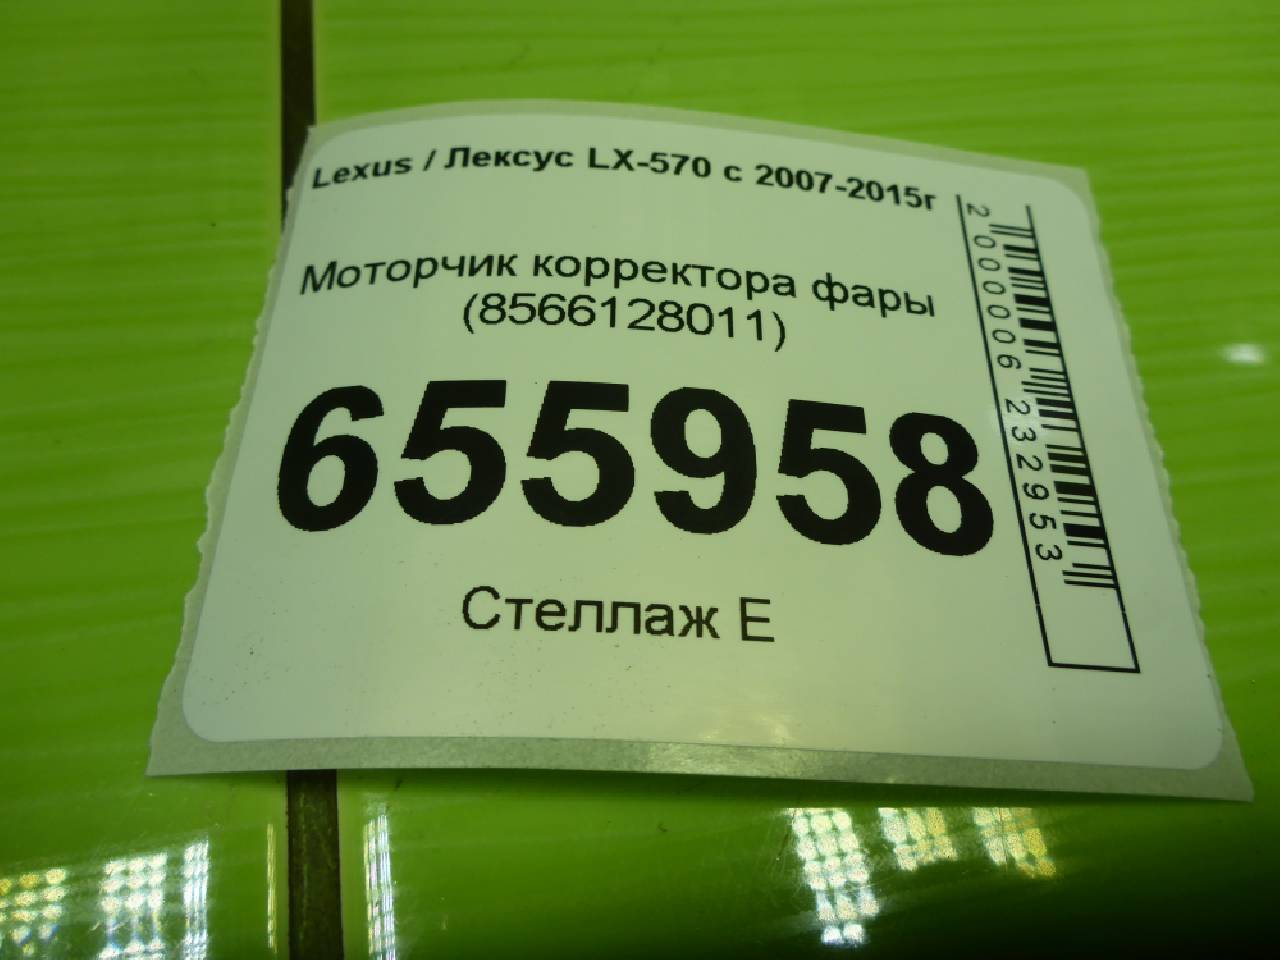 Lexus / Лексус LX-570 с 2007-2015г
Моторчик корректора фары
(8566128011)
655958
Стеллаж Е
2000006232953